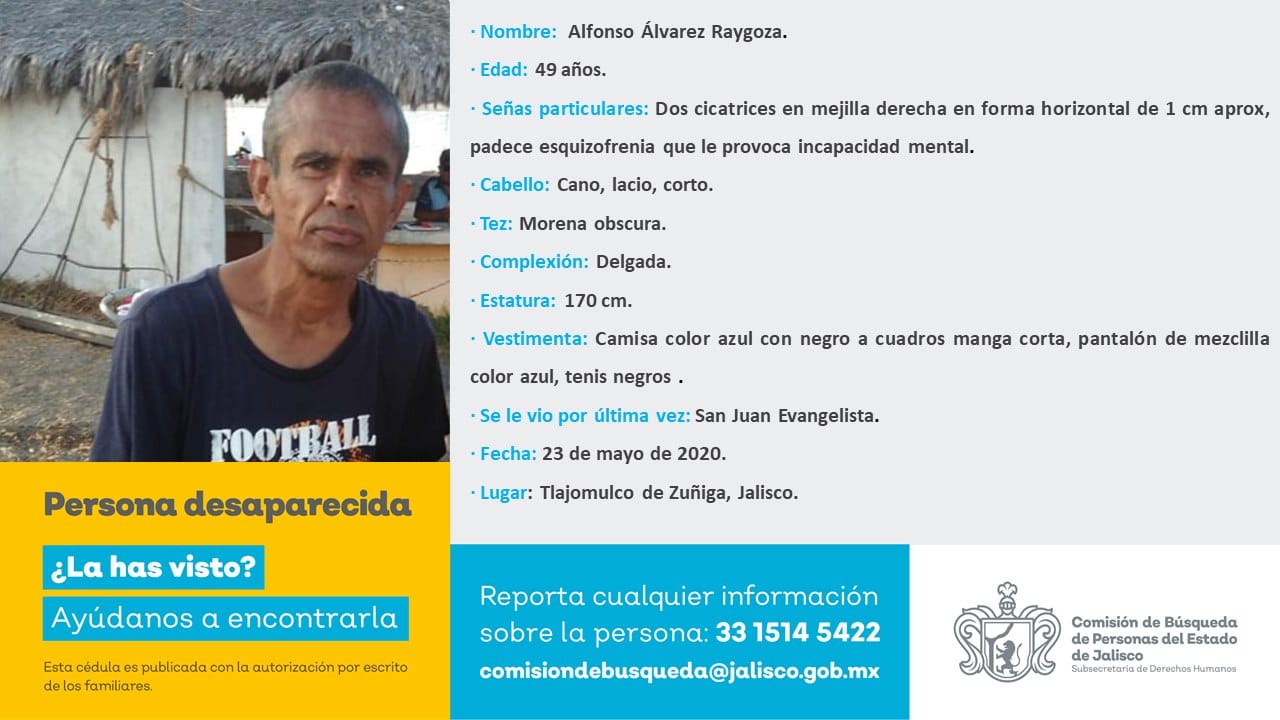 FOOTBALL
Persona desaparecida
¿La has visto?
Ayúdanos a encontrarla
Esta cédula es publicada con la autorización por escrito
de los familiares.
· Nombre: Alfonso Álvarez Raygoza.
· Edad: 49 años.
· Señas particulares: Dos cicatrices en mejilla derecha en forma horizontal de 1 cm aprox,
padece esquizofrenia que le provoca incapacidad mental.
· Cabello: Cano, lacio, corto.
· Tez: Morena obscura.
· Complexión: Delgada.
· Estatura: 170 cm.
· Vestimenta: Camisa color azul con negro a cuadros manga corta, pantalón de mezclilla
color azul, tenis negros .
· Se le vio por última vez: San Juan Evangelista.
· Fecha: 23 de mayo de 2020.
· Lugar: Tlajomulco de Zuñiga, Jalisco.
Reporta cualquier información
sobre la persona: 33 1514 5422
comisiondebusqueda@jalisco.gob.mx
Comisión de Búsqueda
de Personas del Estado
de Jalisco
Subsecretaría de Derechos Humanos